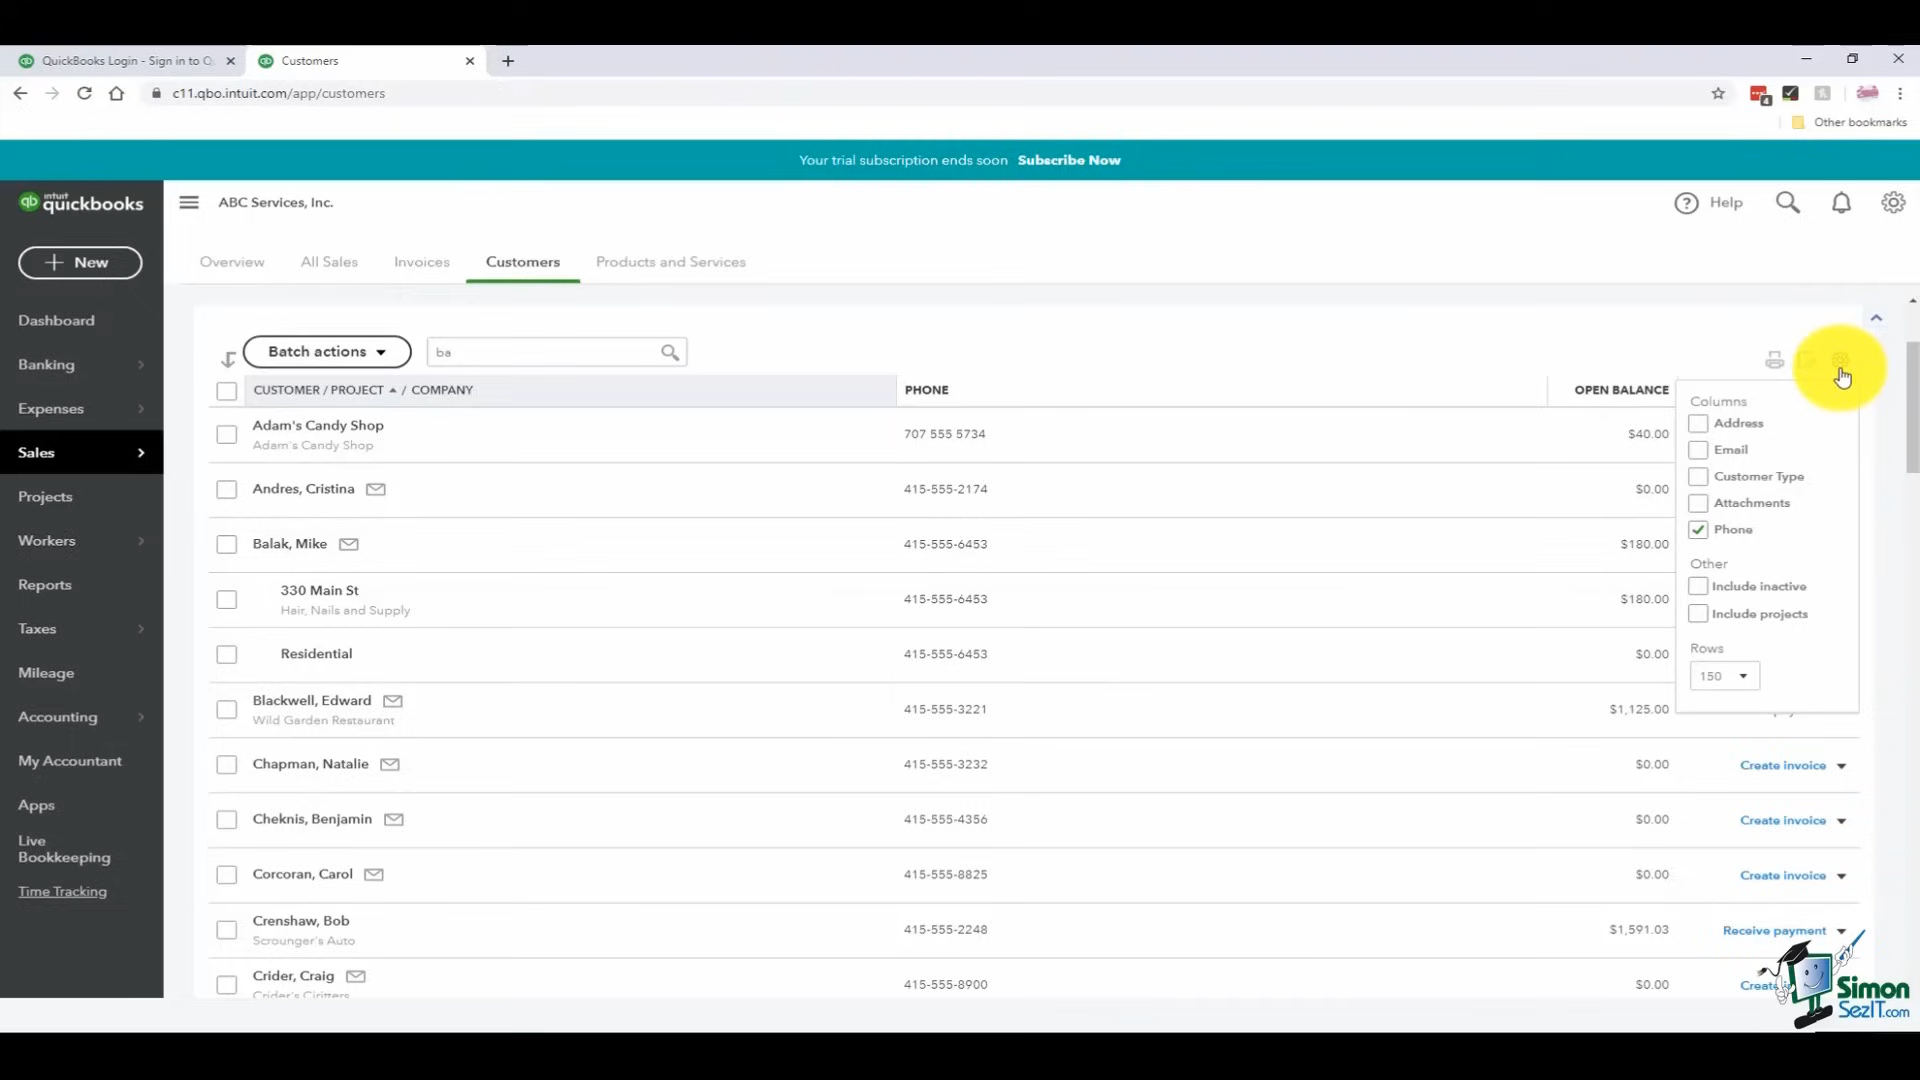 QuickBooks Login - Sign in to Q
Customers
c11.qbo.intuit.com/app/customers
4
Other bookmarks
Your trial subscription ends soon Subscribe Now
intuit
qb quickbooks
ABC Services, Inc.
? Help
+ New
Overview
All Sales
Invoices
Customers
Products and Services
Dashboard
Banking
Expenses
Sales
Projects
Workers
Reports
Taxes
Mileage
Accounting
My Accountant
Apps
Live
Bookkeeping
Time Tracking
Batch actions
ba
CUSTOMER / PROJECT / COMPANY PHONE OPEN BALANCE
Adam's Candy Shop
Adam's Candy Shop
707 555 5734 $40.00
Andres, Cristina 415-555-2174 $0.00
Balak, Mike 415-555-6453 $180.00
330 Main St
Hair, Nails and Supply
415-555-6453 $180.00
Residential 415-555-6453 $0.00
Blackwell, Edward
Wild Garden Restaurant
415-555-3221 $1,125.00
Chapman, Natalie 415-555-3232 $0.00 Create invoice
Cheknis, Benjamin 415-555-4356 $0.00 Create invoice
Corcoran, Carol 415-555-8825 $0.00 Create invoice
Crenshaw, Bob
Scrounger's Auto
415-555-2248 $1,591.03 Receive payment
Crider, Craig
Crider's Ciritters
415-555-8900 $0.00 Create
Columns
Address
Email
Customer Type
Attachments
Phone
Other
Include inactive
Include projects
Rows
150
Simon
SezIT.com